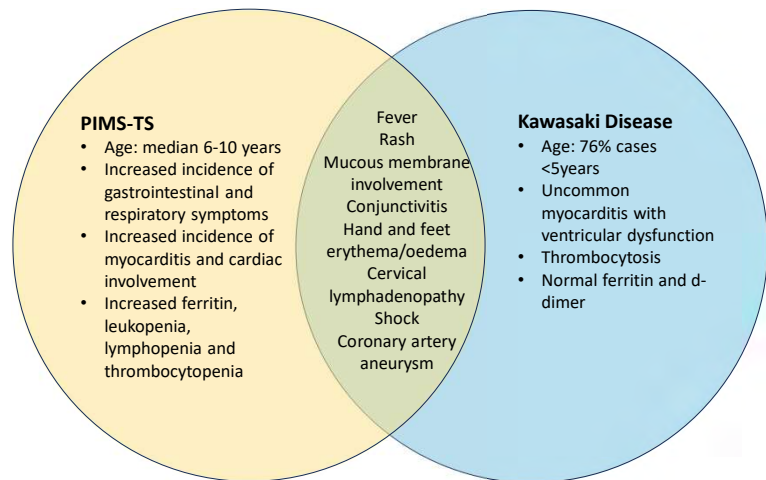 PIMS-TS
• Age: median 6-10 years
• Increased incidence of
gastrointestinal and
respiratory symptoms
• Increased incidence of
myocarditis and cardiac
involvement
• Increased ferritin,
leukopenia,
lymphopenia and
thrombocytopenia
Fever
Rash
Mucous membrane
involvement
Conjunctivitis
Hand and feet
erythema/oedema
Cervical
lymphadenopathy
Shock
Coronary artery
aneurysm
Kawasaki Disease
• Age: 76% cases
<5years
• Uncommon
myocarditis with
ventricular dysfunction
• Thrombocytosis
• Normal ferritin and d-
dimer